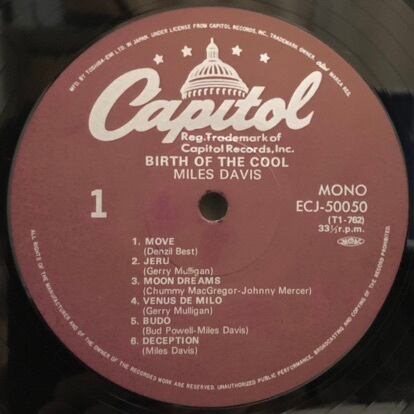 MF'D BY TOSHIBA-EMI LTD. IN JAPAN, UNDER LICENSE FROM CAPITOL RECORDS, INC. TRADEMARK OWNER. MARCA REG.
Capitol
Reg. Trademark of
Capitol Records, Inc.
BIRTH OF THE COOL
MILES DAVIS
1
MONO
ECJ-50050
(T1-762)
33⅓ r.p.m.
1. MOVE
(Denzil Best)
2. JERU
(Gerry Mulligan)
3. MOON DREAMS
(Chummy MacGregor-Johnny Mercer)
4. VENUS DE MILO
(Gerry Mulligan)
5. BUDO
(Bud Powell-Miles Davis)
6. DECEPTION
(Miles Davis)
ALL RIGHTS OF THE MANUFACTURER AND OF THE OWNER OF THE RECORDED WORK ARE RESERVED. UNAUTHORIZED PUBLIC PERFORMANCE, BROADCASTING AND COPYING OF THE RECORD PROHIBITED.